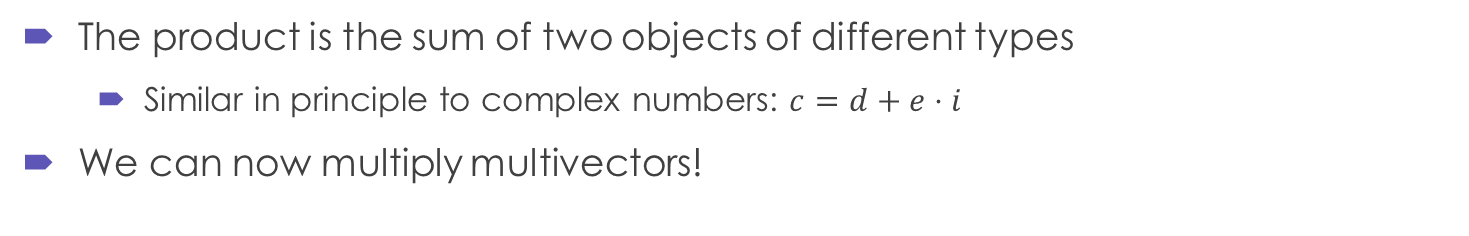 The product is the sum of two objects of different types
Similar in principle to complex numbers: c = d + e · i
We can now multiply multivectors!